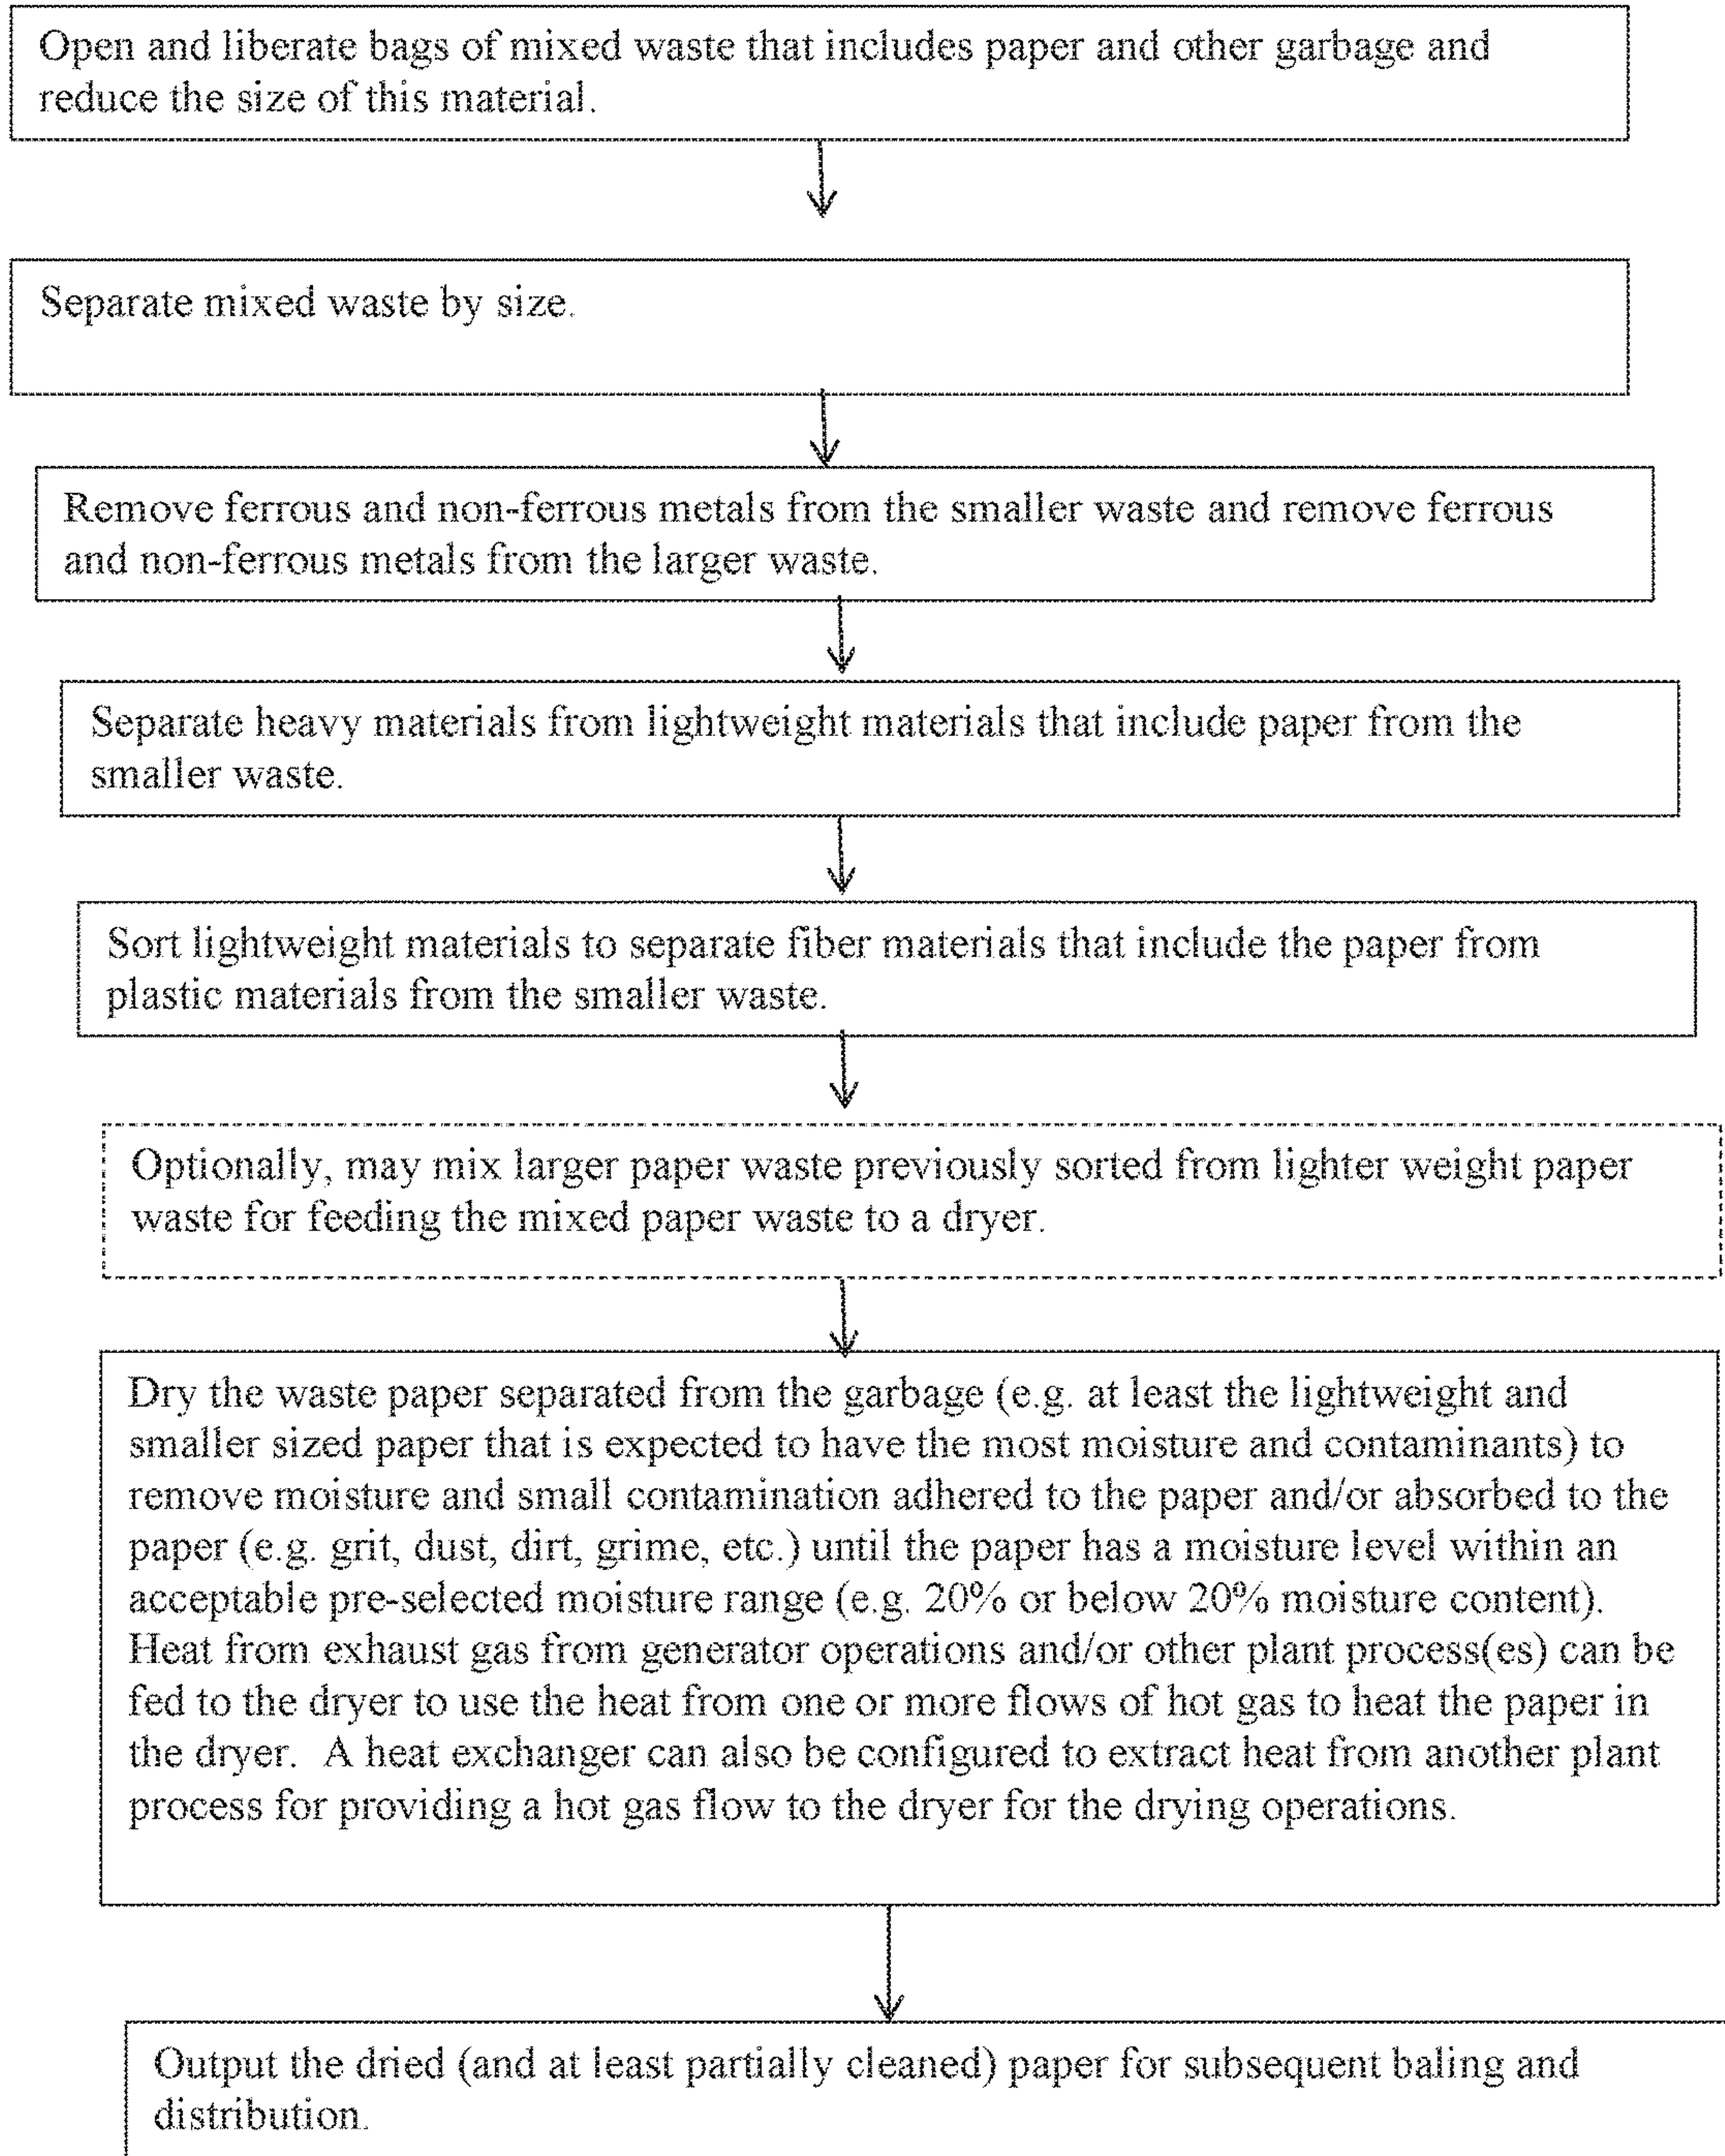 Open and liberate bags of mixed waste that includes paper and other garbage and
reduce the size of this material.
Separate mixed waste by size.
Remove ferrous and non-ferrous metals from the smaller waste and remove ferrous
and non-ferrous metals from the larger waste.
Separate heavy materials from lightweight materials that include paper from the
smaller waste.
Sort lightweight materials to separate fiber materials that include the paper from
plastic materials from the smaller waste.
Optionally, may mix larger paper waste previously sorted from lighter weight paper
waste for feeding the mixed paper waste to a dryer.
Dry the waste paper separated from the garbage (e.g. at least the lightweight and
smaller sized paper that is expected to have the most moisture and contaminants) to
remove moisture and small contamination adhered to the paper and/or absorbed to the
paper (e.g. grit, dust, dirt, grime, etc.) until the paper has a moisture level within an
acceptable pre-selected moisture range (e.g. 20% or below 20% moisture content).
Heat from exhaust gas from generator operations and/or other plant process(es) can be
fed to the dryer to use the heat from one or more flows of hot gas to heat the paper in
the dryer.  A heat exchanger can also be configured to extract heat from another plant
process for providing a hot gas flow to the dryer for the drying operations.
Output the dried (and at least partially cleaned) paper for subsequent baling and
distribution.